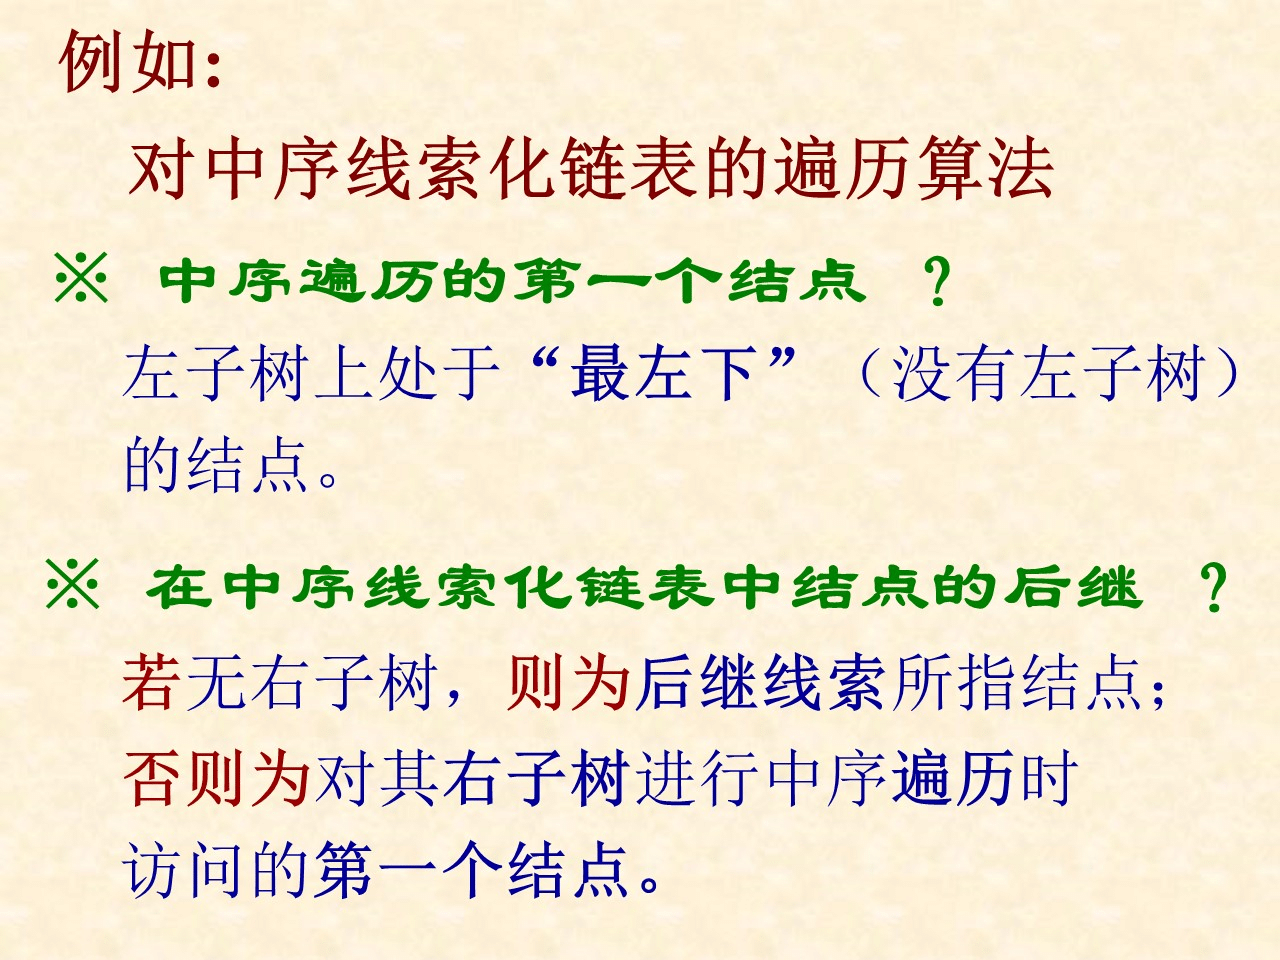 例如:
对中序线索化链表的遍历算法
※ 中序遍历的第一个结点 ？
左子树上处于“最左下”（没有左子树）
的结点。
※ 在中序线索化链表中结点的后继 ？
若无右子树，则为后继线索所指结点；
否则为对其右子树进行中序遍历时
访问的第一个结点。